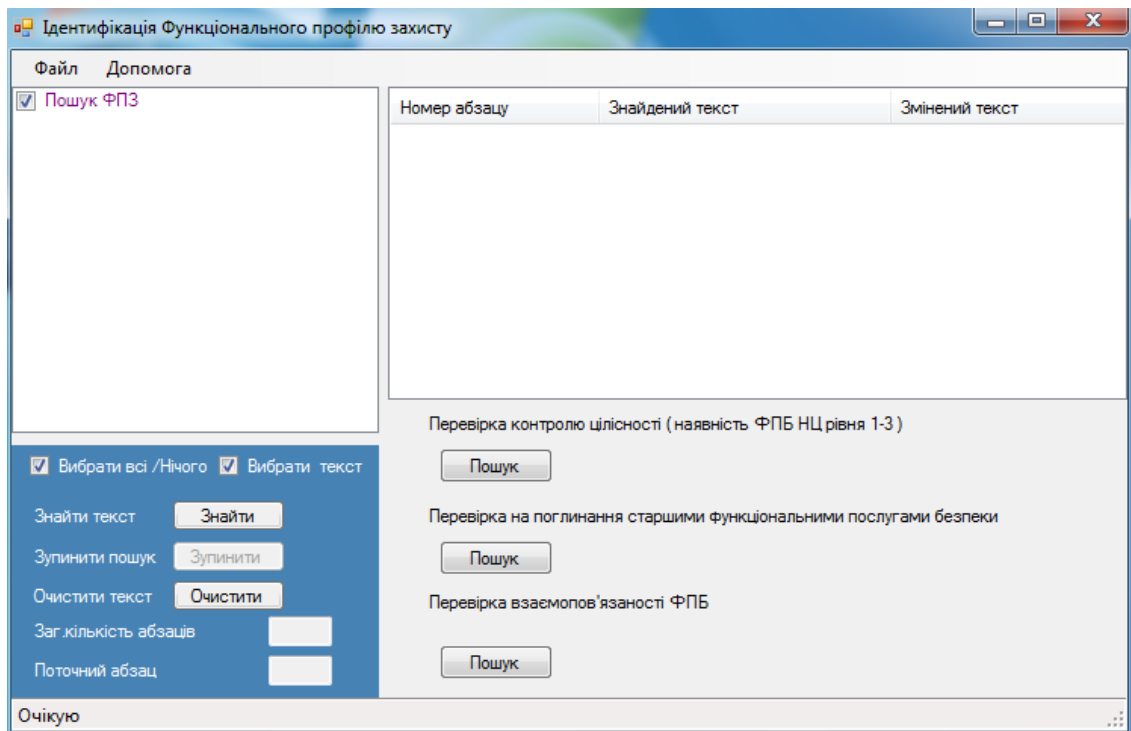 Ідентифікація Функціонального профілю захисту
Файл Допомога
Пошук ФПЗ
Номер абзацу Знайдений текст Змінений текст
Перевірка контролю цілісності ( наявність ФПБ НЦ рівня 1-3 )
Пошук
Перевірка на поглинання старшими функціональними послугами безпеки
Пошук
Перевірка взаємопов'язаності ФПБ
Пошук
Вибрати всі /Нічого Вибрати текст
Знайти текст Знайти
Зупинити пошук Зупинити
Очистити текст Очистити
Заг.кількість абзаців
Поточний абзац
Очікую